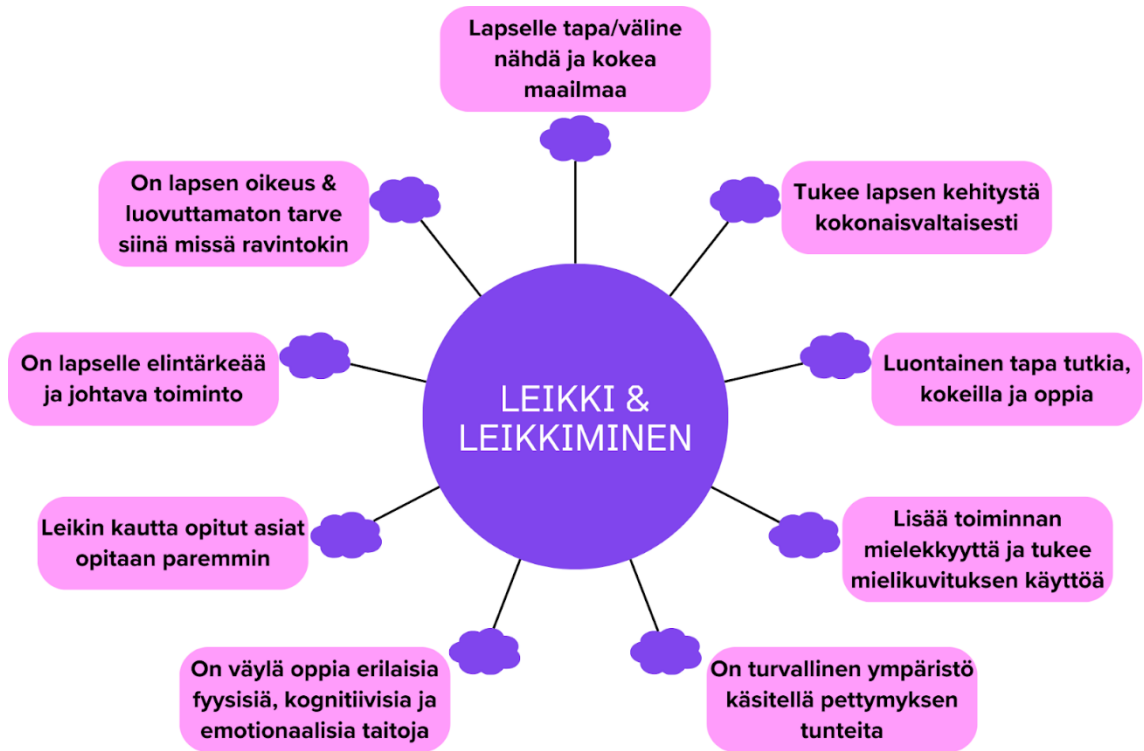 Lapselle tapa/väline
nähdä ja kokea
maailmaa
Tukee lapsen kehitystä
kokonaisvaltaisesti
Luontainen tapa tutkia,
kokeilla ja oppia
Lisää toiminnan
mielekkyyttä ja tukee
mielikuvituksen käyttöä
On turvallinen ympäristö
käsitellä pettymyksen
tunteita
On väylä oppia erilaisia
fyysisiä, kognitiivisia ja
emotionaalisia taitoja
Leikin kautta opitut asiat
opitaan paremmin
On lapselle elintärkeää
ja johtava toiminto
On lapsen oikeus &
luovuttamaton tarve
siinä missä ravintokin
LEIKKI &
LEIKKIMINEN